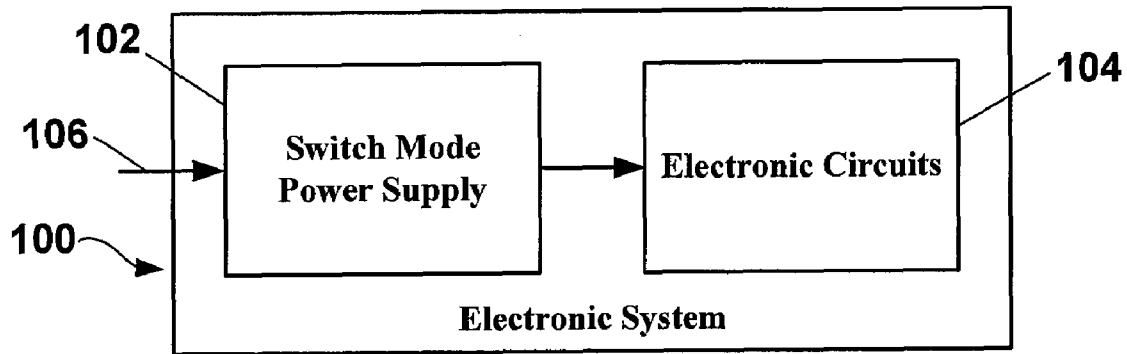 102
104
106
Switch Mode
Power Supply
Electronic Circuits
100
Electronic System